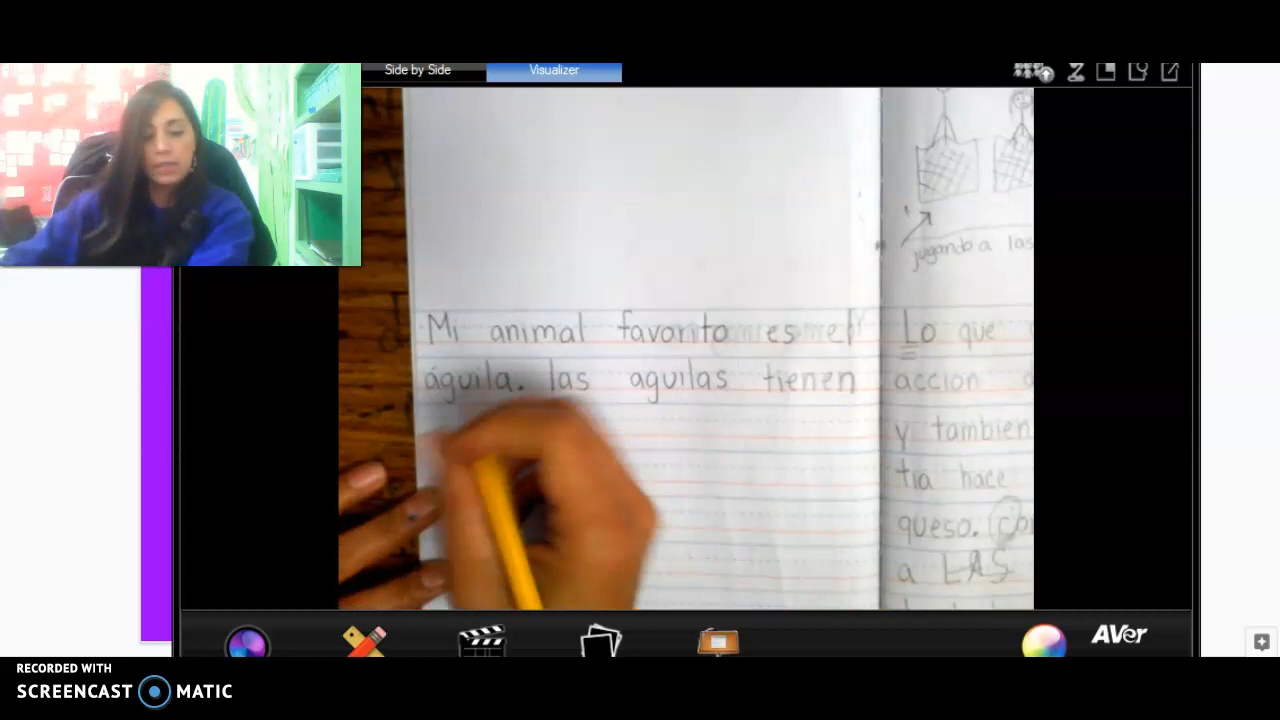 Side by Side
Visualizer
jugando a las
Mi animal favorito es el
águila. las aguilas tienen
Lo que
accion
y tambien
tia hace
queso. Co
a LAS
AVer
RECORDED WITH
SCREENCAST MATIC